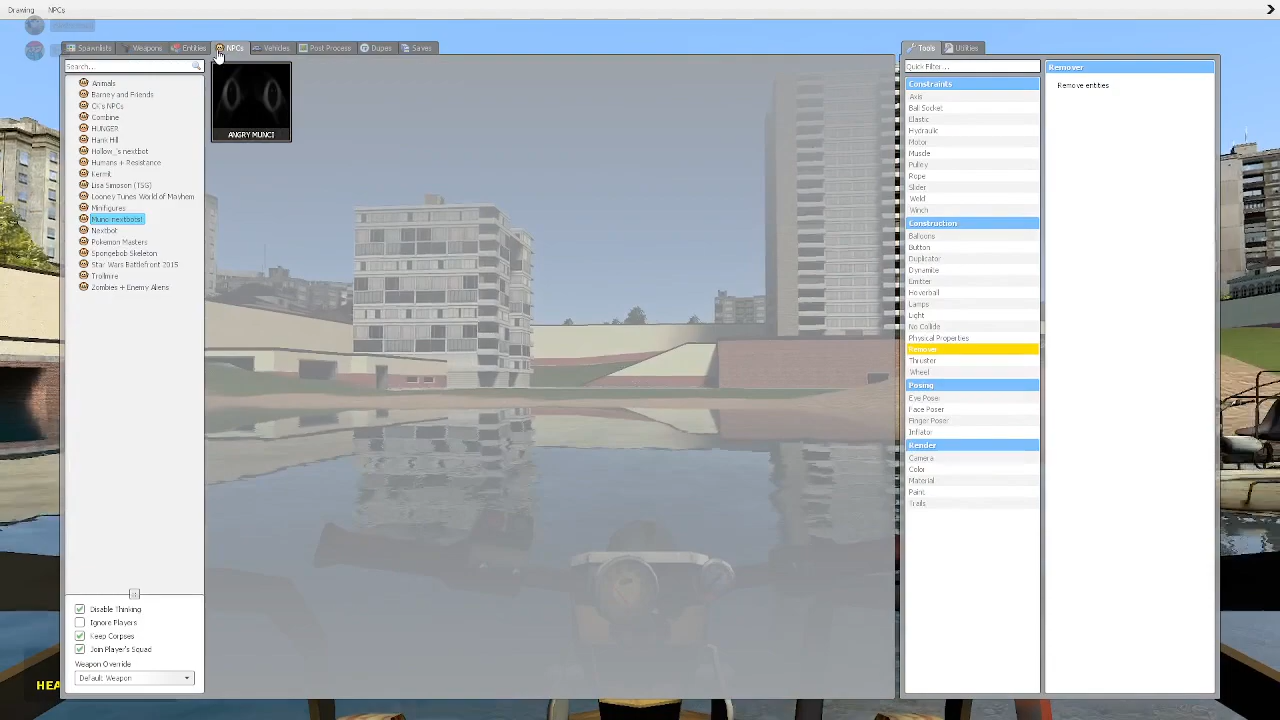 Drawing NPCs
Spawnlists Weapons Entities NPCs Vehicles Post Process Dupes Saves
Search...
Animals
Barney and Friends
CK's NPCs
Combine
HUNGER
Hank Hill
Hollow_'s nextbot
Humans + Resistance
Kermit
Lisa Simpson (TSG)
Looney Tunes World of Mayhem
Minifigures
Munci nextbots!
Nextbot
Pokemon Masters
Spongebob Skeleton
Star Wars Battlefront 2015
Trollmire
Zombies + Enemy Aliens
ANGRY MUNCI
Disable Thinking
Ignore Players
Keep Corpses
Join Player's Squad
Weapon Override
Default Weapon
HEA
Tools Utilities
Quick Filter ...
Constraints
Axis
Ball Socket
Elastic
Hydraulic
Motor
Muscle
Pulley
Rope
Slider
Weld
Winch
Construction
Balloons
Button
Duplicator
Dynamite
Emitter
Hoverball
Lamps
Light
No Collide
Physical Properties
Remover
Thruster
Wheel
Posing
Eye Poser
Face Poser
Finger Poser
Inflator
Render
Camera
Color
Material
Paint
Trails
Remover
Remove entities